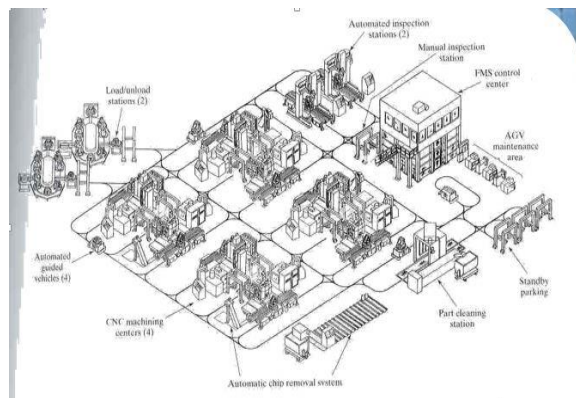 Automated inspection
stations (2)
Manual inspection
station
FMS control
center
Load/unload
stations (2)
AGV
maintenance
area
Automated
guided
vehicles (4)
Standby
parking
CNC machining
centers (4)
Part cleaning
station
Automatic chip removal system